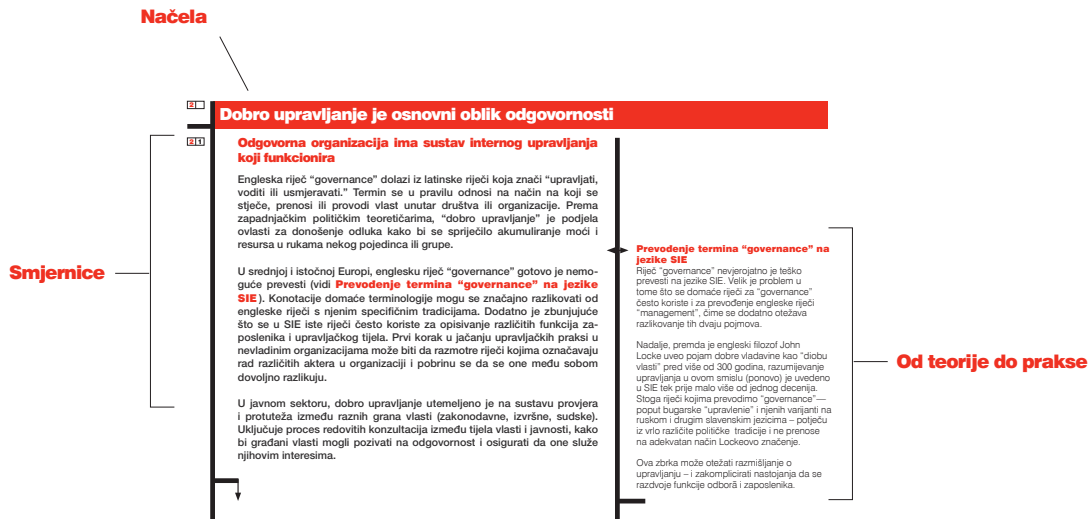 Načela
2
Dobro upravljanje je osnovni oblik odgovornosti
2 1
Odgovorna organizacija ima sustav internog upravljanja
koji funkcionira
Engleska riječ “governance” dolazi iz latinske riječi koja znači “upravljati,
voditi ili usmjeravati.” Termin se u pravilu odnosi na način na koji se
stječe, prenosi ili provodi vlast unutar društva ili organizacije. Prema
zapadnjačkim političkim teoretičarima, “dobro upravljanje” je podjela
ovlasti za donošenje odluka kako bi se spriječilo akumuliranje moći i
resursa u rukama nekog pojedinca ili grupe.
U srednjoj i istočnoj Europi, englesku riječ “governance” gotovo je nemo-
guće prevesti (vidi Prevođenje termina “governance” na jezike
SIE). Konotacije domaće terminologije mogu se značajno razlikovati od
engleske riječi s njenim specifičnim tradicijama. Dodatno je zbunjujuće
što se u SIE iste riječi često koriste za opisivanje različitih funkcija za-
poslenika i upravljačkog tijela. Prvi korak u jačanju upravljačkih praksi u
nevladinim organizacijama može biti da razmotre riječi kojima označavaju
rad različitih aktera u organizaciji i pobrinu se da se one među sobom
dovoljno razlikuju.
U javnom sektoru, dobro upravljanje utemeljeno je na sustavu provjera
i protuteža između raznih grana vlasti (zakonodavne, izvršne, sudske).
Uključuje proces redovitih konzultacija između tijela vlasti i javnosti, kako
bi građani vlasti mogli pozivati na odgovornost i osigurati da one služe
njihovim interesima.
Smjernice
Prevođenje termina “governance” na
jezike SIE
Riječ “governance” nevjerojatno je teško
prevesti na jezike SIE. Velik je problem u
tome što se domaće riječi za “governance”
često koriste i za prevođenje engleske riječi
“management”, čime se dodatno otežava
razlikovanje tih dvaju pojmova.
Nadalje, premda je engleski filozof John
Locke uveo pojam dobre vladavine kao “diobu
vlasti” pred više od 300 godina, razumijevanje
upravljanja u ovom smislu (ponovo) je uvedeno
u SIE tek prije malo više od jednog decenija.
Stoga riječi kojima prevodimo “governance”—
poput bugarske “upravlenie” i njenih varijanti na
ruskom i drugim slavenskim jezicima – potječu
iz vrlo različite političke tradicije i ne prenose
na adekvatan način Lockeovo značenje.
Ova zbrka može otežati razmišljanje o
upravljanju – i zakomplicirati nastojanja da se
razdvoje funkcije odborā i zaposlenika.
Od teorije do prakse